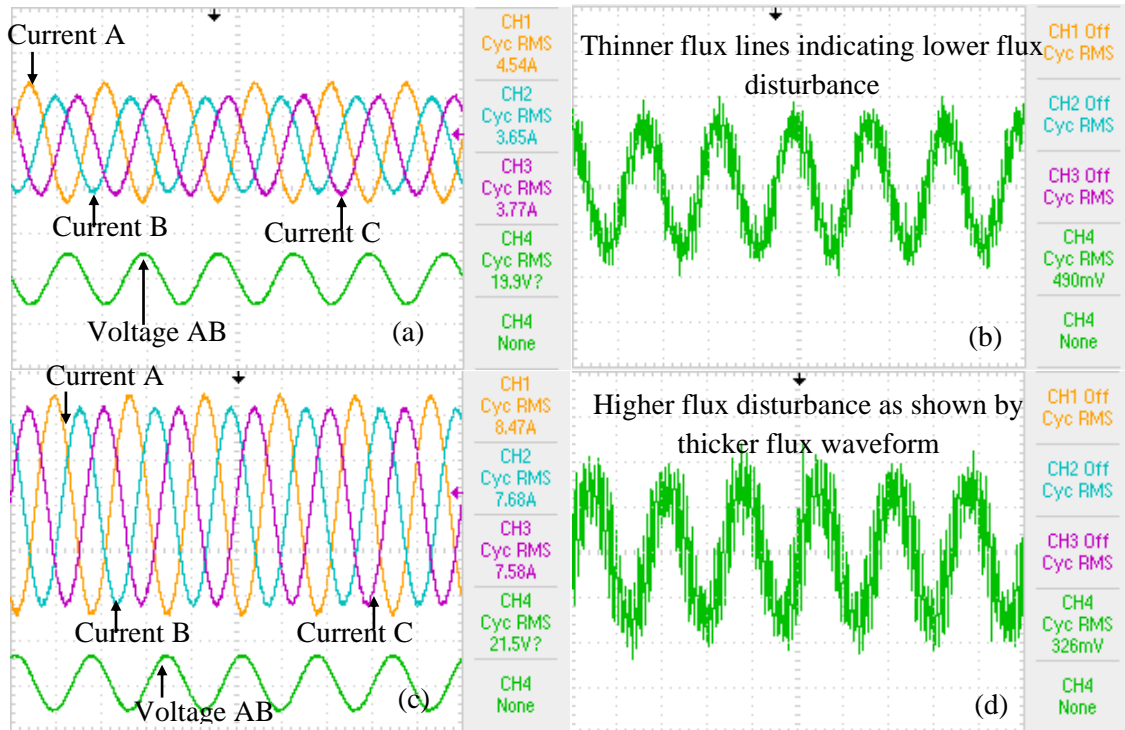 Current A
Current B
Current C
Voltage AB
(a)
CH1
Cyc RMS
4.54A
CH2
Cyc RMS
3.65A
CH3
Cyc RMS
3.77A
CH4
Cyc RMS
19.9V?
CH4
None
Thinner flux lines indicating lower flux
disturbance
(b)
CH1 Off
Cyc RMS
CH2 Off
Cyc RMS
CH3 Off
Cyc RMS
CH4
Cyc RMS
490mV
CH4
None
Current A
Current B
Current C
Voltage AB
(c)
CH1
Cyc RMS
8.47A
CH2
Cyc RMS
7.68A
CH3
Cyc RMS
7.58A
CH4
Cyc RMS
21.5V?
CH4
None
Higher flux disturbance as shown by
thicker flux waveform
(d)
CH1 Off
Cyc RMS
CH2 Off
Cyc RMS
CH3 Off
Cyc RMS
CH4
Cyc RMS
326mV
CH4
None